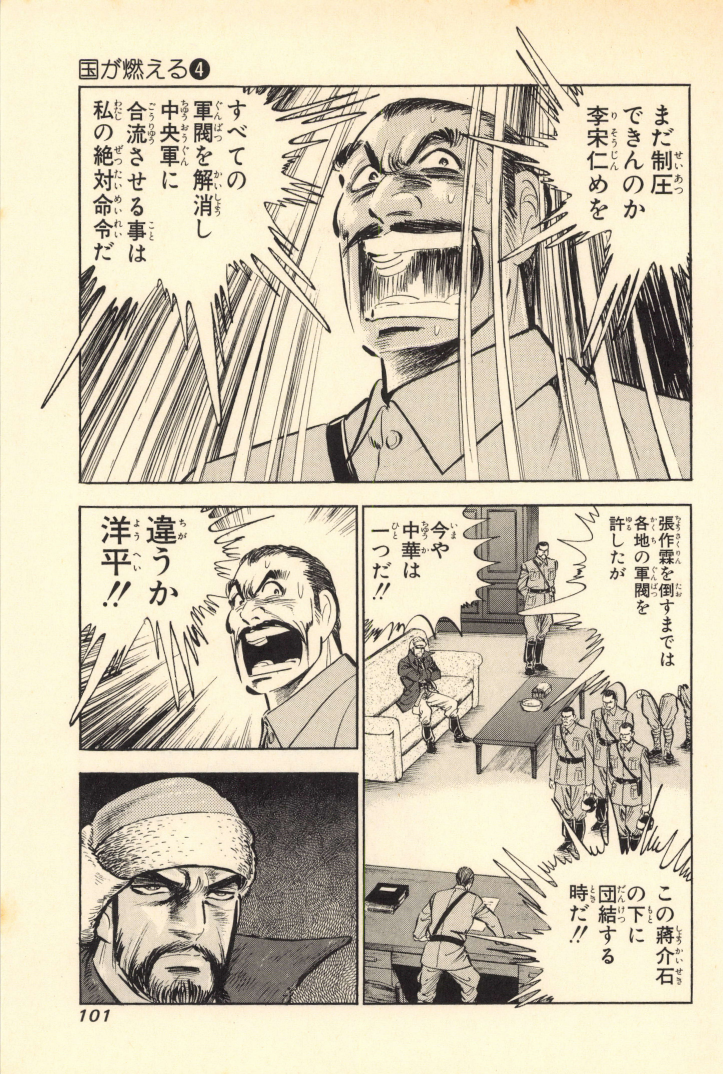 国が燃える❹
まだ制圧
できんのか
李宋仁めを
すべての
軍閥を解消し
中央軍に
合流させる事は
私の絶対命令だ
張作霖を倒すまでは
各地の軍閥を
許したが
今や
中華は
一つだ!!
この蔣介石
の下に
団結する
時だ!!
違うか
洋平!!
101